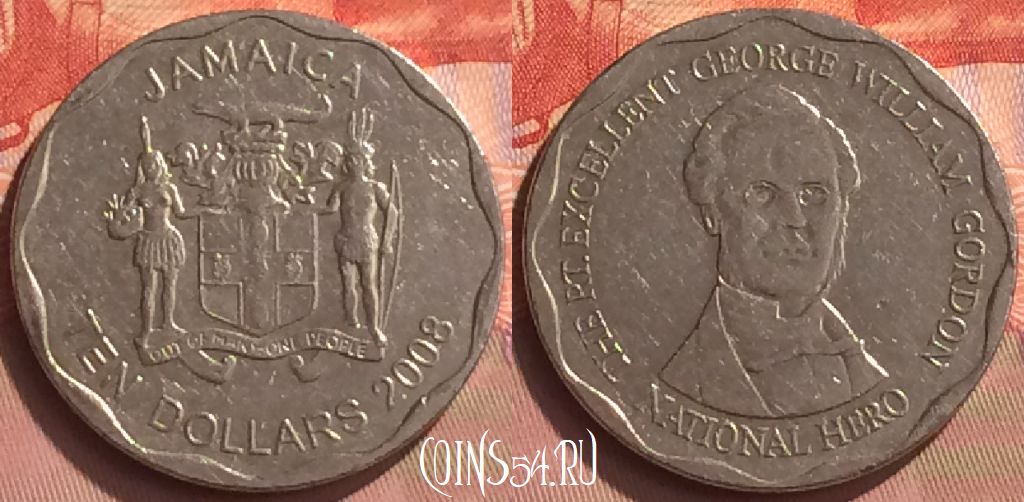 JAMAICA
OUT OF MANY ONE PEOPLE
TEN DOLLARS 2008
THE RT. EXCELLENT GEORGE WILLIAM GORDON
NATIONAL HERO
COINS54.RU